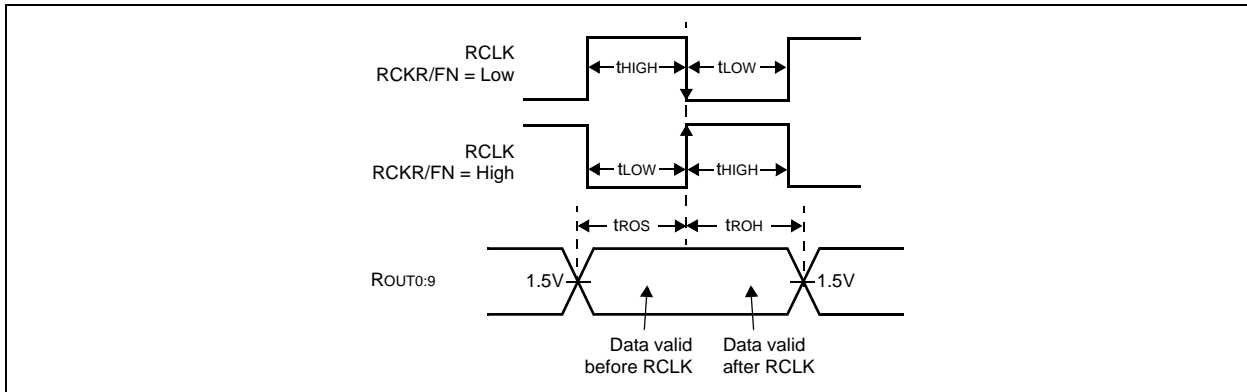 RCLK
RCKR/FN = Low
tHIGH
tLOW
RCLK
RCKR/FN = High
tLOW
tHIGH
tROS
tROH
ROUT0:9
1.5V
1.5V
Data valid
before RCLK
Data valid
after RCLK